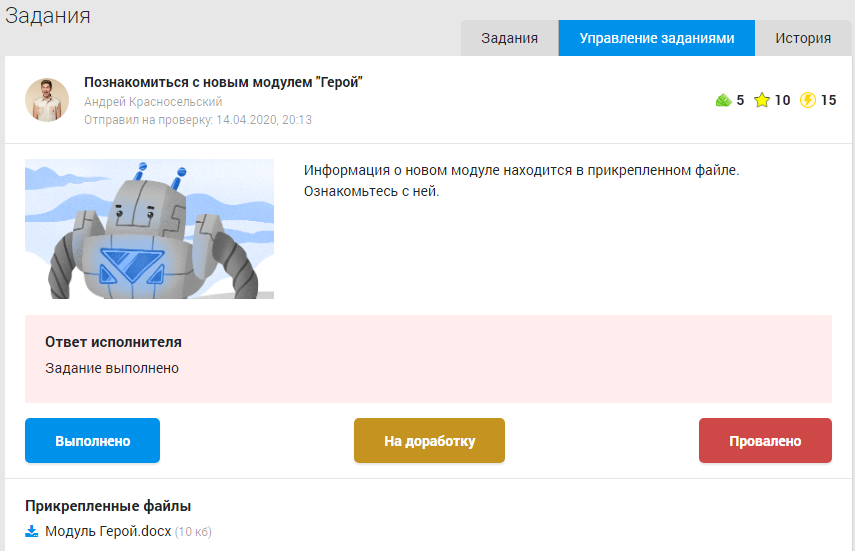 Задания
Задания Управление заданиями История
Познакомиться с новым модулем "Герой"
Андрей Красносельский
Отправил на проверку: 14.04.2020, 20:13
5 10 15
Информация о новом модуле находится в прикрепленном файле.
Ознакомьтесь с ней.
Ответ исполнителя
Задание выполнено
Выполнено На доработку Провалено
Прикрепленные файлы
Модуль Герой.docx (10 кб)